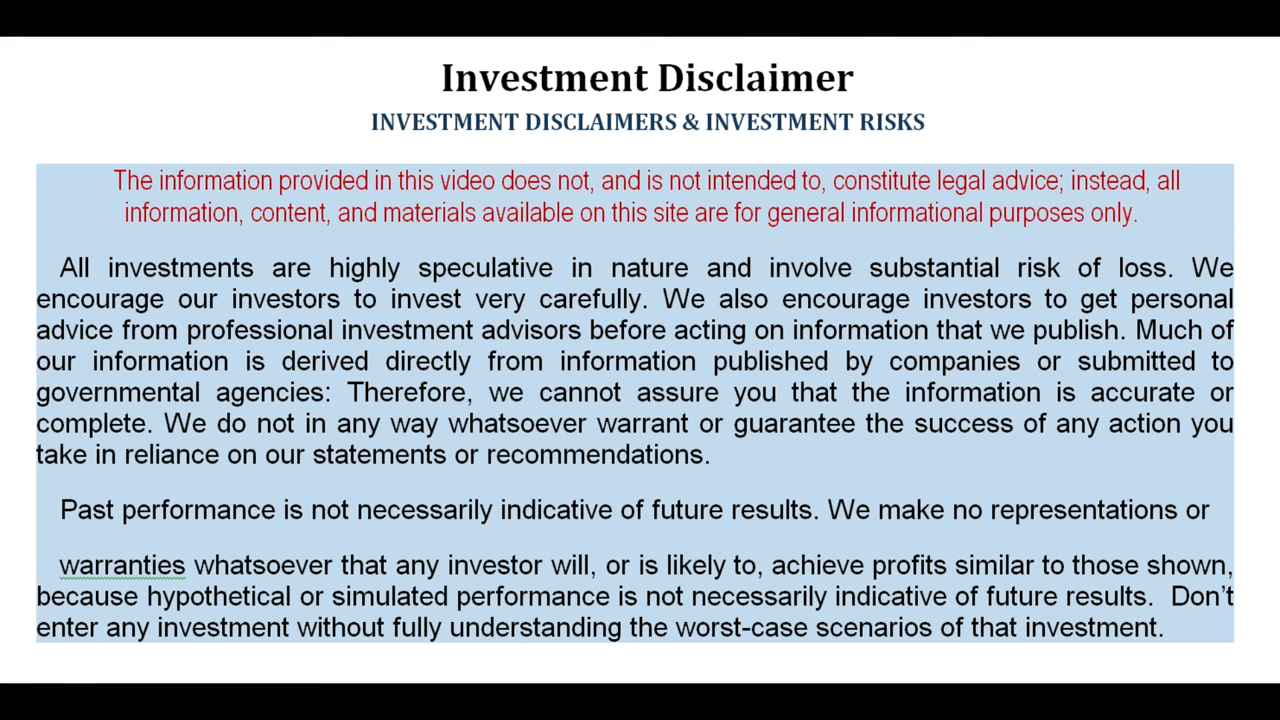 Investment Disclaimer
INVESTMENT DISCLAIMERS & INVESTMENT RISKS
The information provided in this video does not, and is not intended to, constitute legal advice; instead, all
information, content, and materials available on this site are for general informational purposes only.
All investments are highly speculative in nature and involve substantial risk of loss. We
encourage our investors to invest very carefully. We also encourage investors to get personal
advice from professional investment advisors before acting on information that we publish. Much of
our information is derived directly from information published by companies or submitted to
governmental agencies: Therefore, we cannot assure you that the information is accurate or
complete. We do not in any way whatsoever warrant or guarantee the success of any action you
take in reliance on our statements or recommendations.
Past performance is not necessarily indicative of future results. We make no representations or
warranties whatsoever that any investor will, or is likely to, achieve profits similar to those shown,
because hypothetical or simulated performance is not necessarily indicative of future results.  Don’t
enter any investment without fully understanding the worst-case scenarios of that investment.